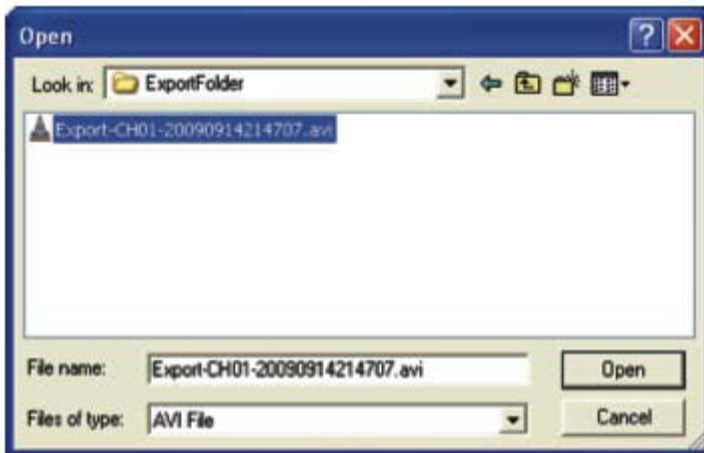 Open
Look in: ExportFolder
Export-CH01-20090914214707.avi
File name: Export-CH01-20090914214707.avi Open
Files of type: AVI File Cancel